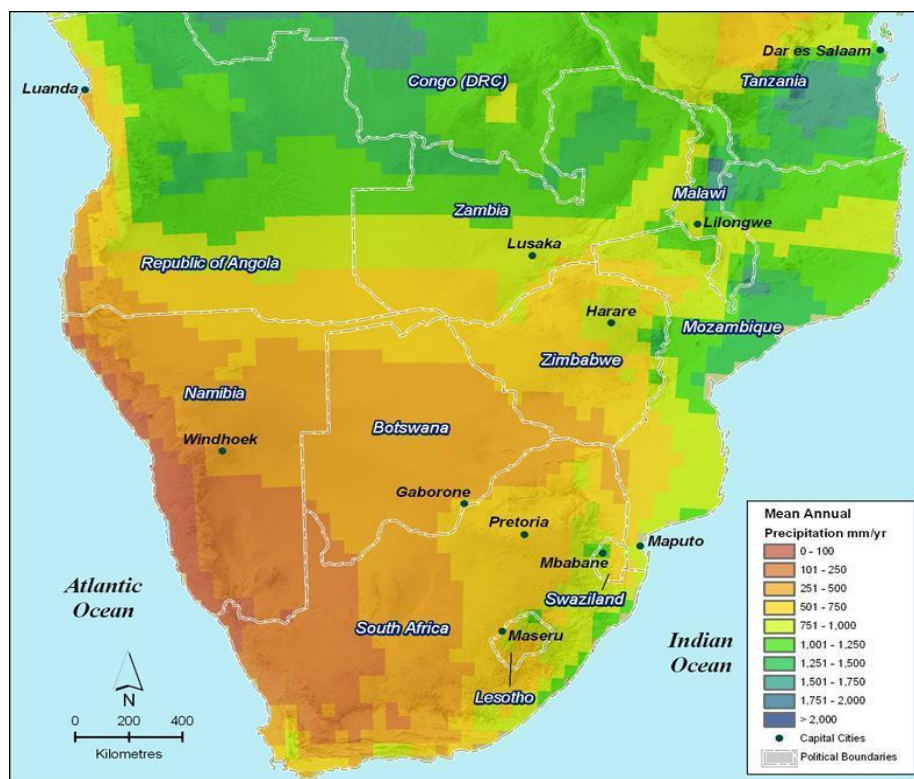 Dar es Salaam
Congo (DRC)
Tanzania
Luanda
Malawi
Zambia
Lilongwe
Lusaka
Republic of Angola
Harare
Mozambique
Zimbabwe
Namibia
Botswana
Windhoek
Gaborone
Pretoria
Maputo
Mbabane
Swaziland
Atlantic
Ocean
South Africa
Maseru
Indian
Ocean
Lesotho
N
0 200 400
Kilometres
Mean Annual
Precipitation mm/yr
0 - 100
101 - 250
251 - 500
501 - 750
751 - 1,000
1,001 - 1,250
1,251 - 1,500
1,501 - 1,750
1,751 - 2,000
> 2,000
Capital Cities
Political Boundaries